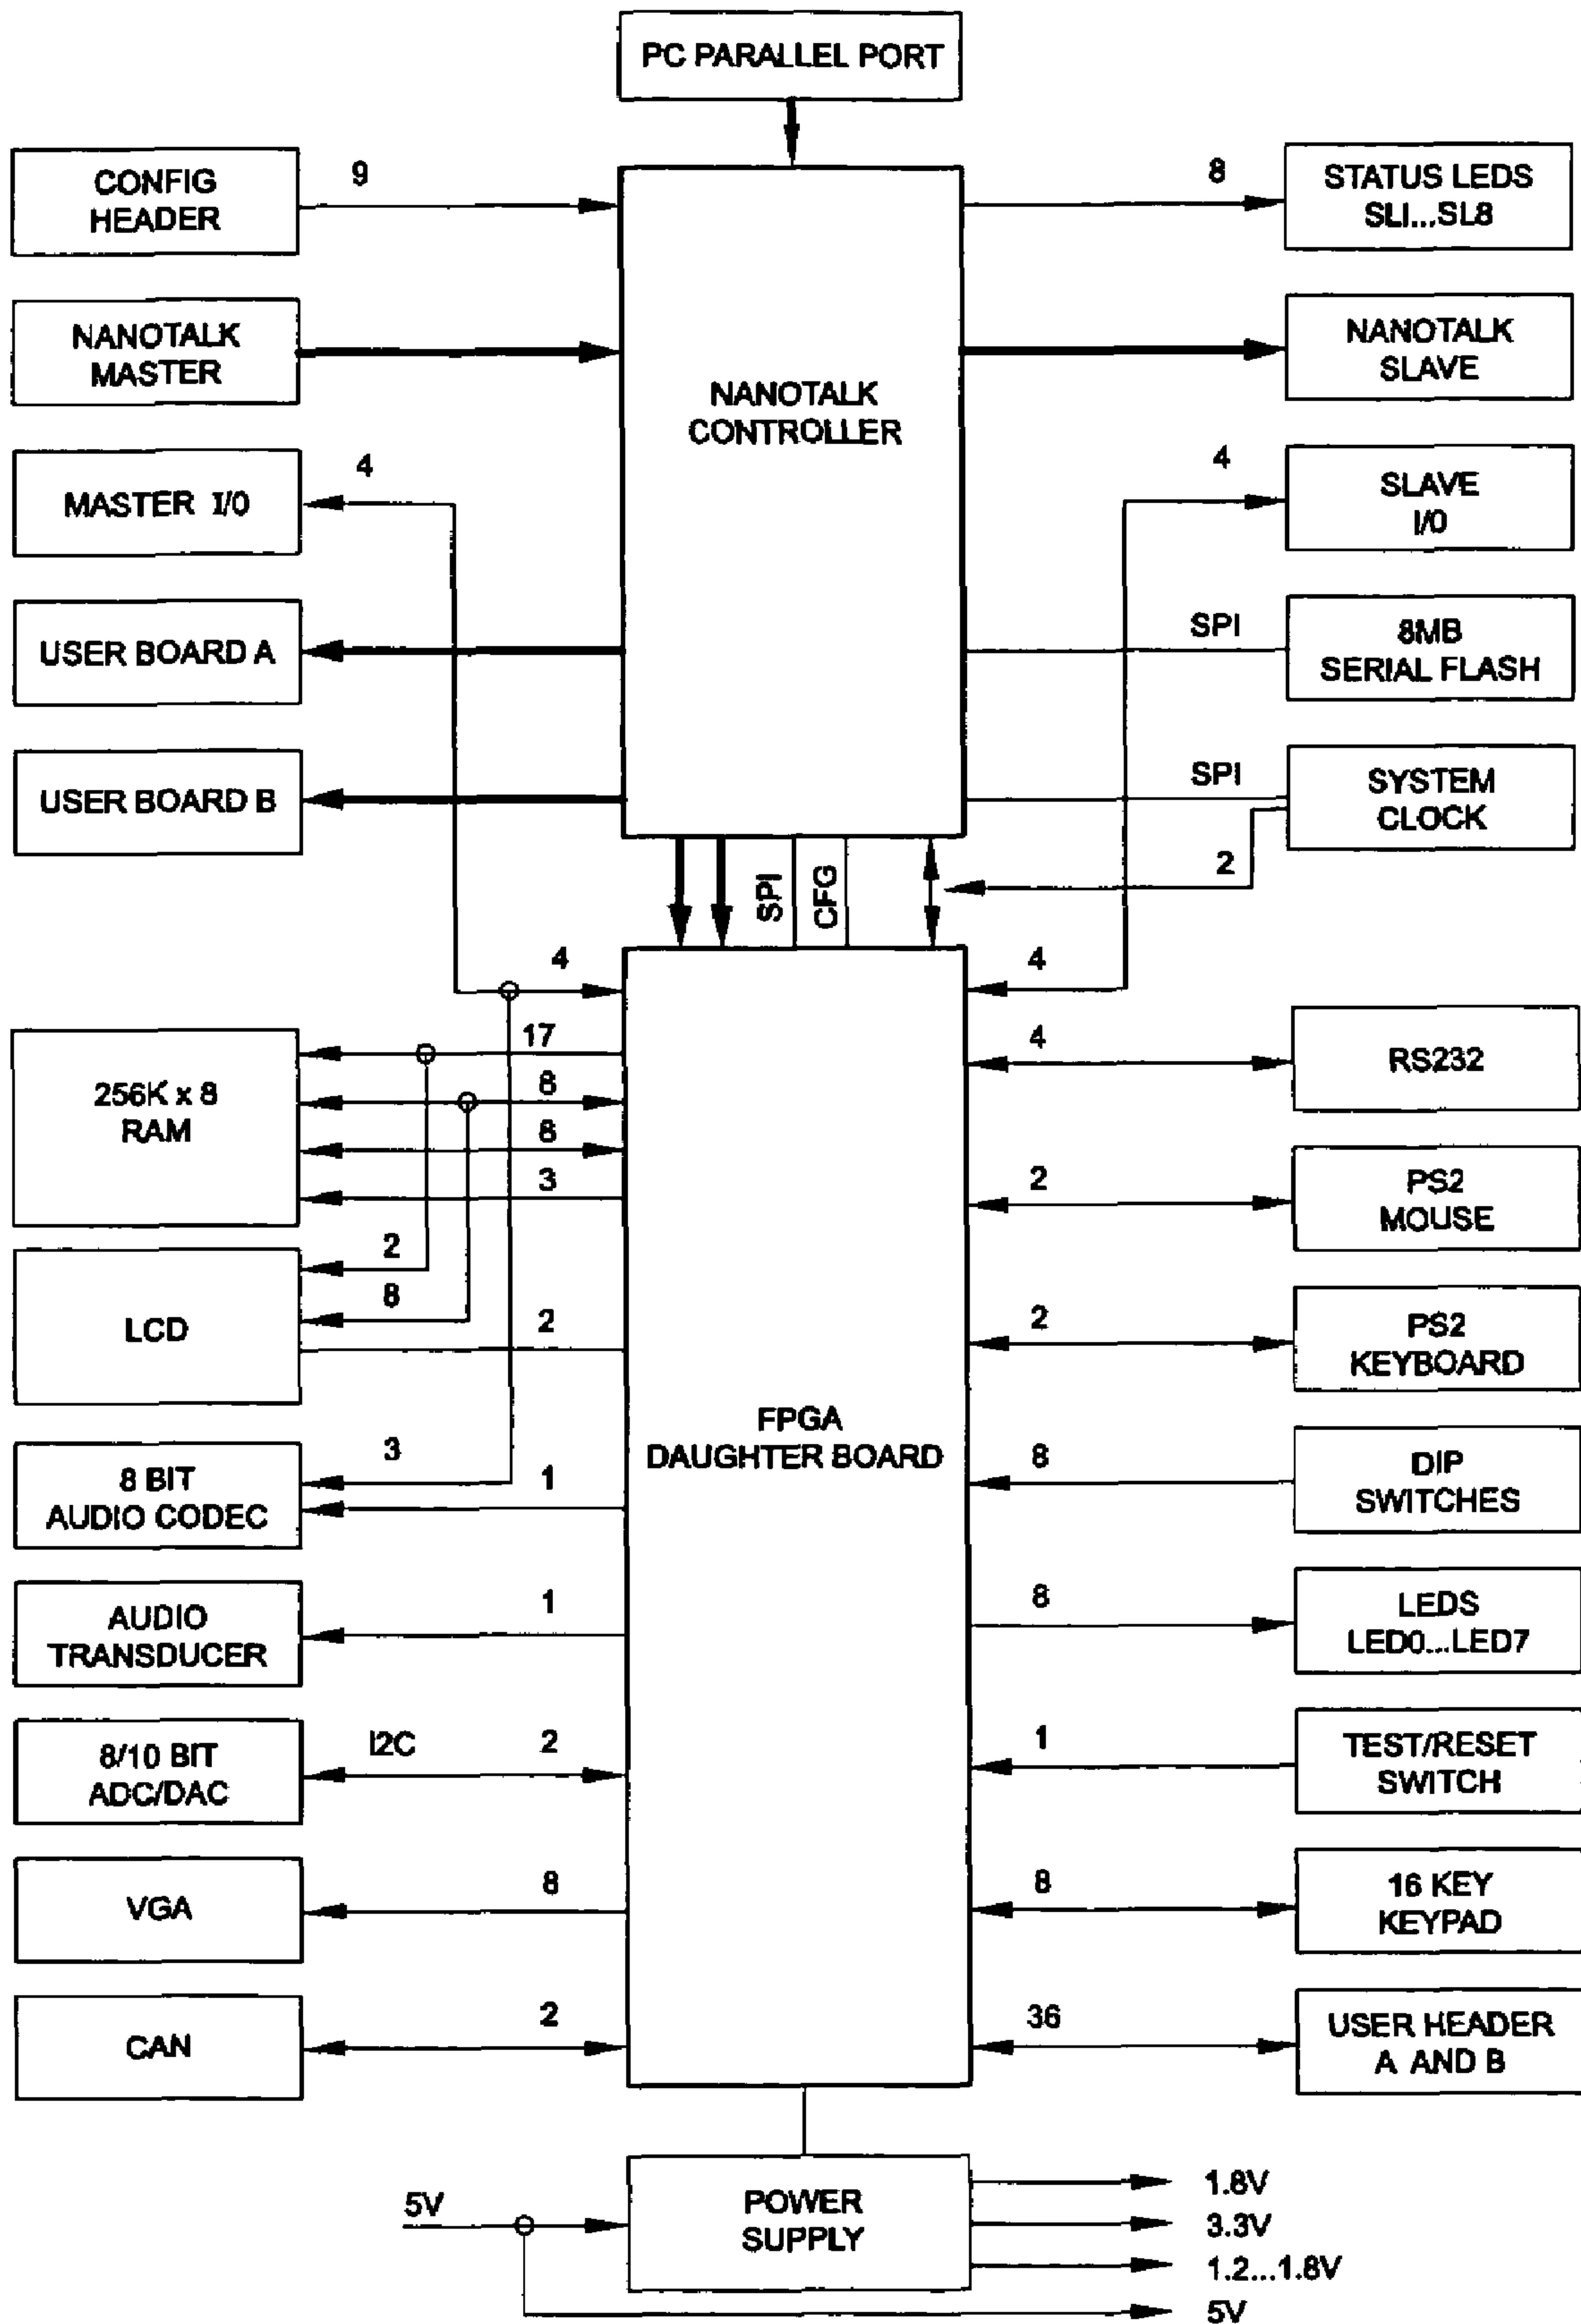 PC PARALLEL PORT
CONFIG
HEADER
9
8
STATUS LEDS
SLI...SL8
NANOTALK
MASTER
NANOTALK
CONTROLLER
NANOTALK
SLAVE
MASTER I/0
4
4
SLAVE
I/0
USER BOARD A
SPI
8MB
SERIAL FLASH
USER BOARD B
SPI
SYSTEM
CLOCK
2
SPI
CFG
4
4
256K x 8
RAM
17
8
8
3
4
RS232
2
PS2
MOUSE
LCD
2
8
2
2
PS2
KEYBOARD
FPGA
DAUGHTER BOARD
8 BIT
AUDIO CODEC
3
1
8
DIP
SWITCHES
AUDIO
TRANSDUCER
1
8
LEDS
LED0...LED7
8/10 BIT
ADC/DAC
I2C
2
1
TEST/RESET
SWITCH
VGA
8
8
16 KEY
KEYPAD
CAN
2
36
USER HEADER
A AND B
5V
POWER
SUPPLY
1.8V
3.3V
1.2...1.8V
5V